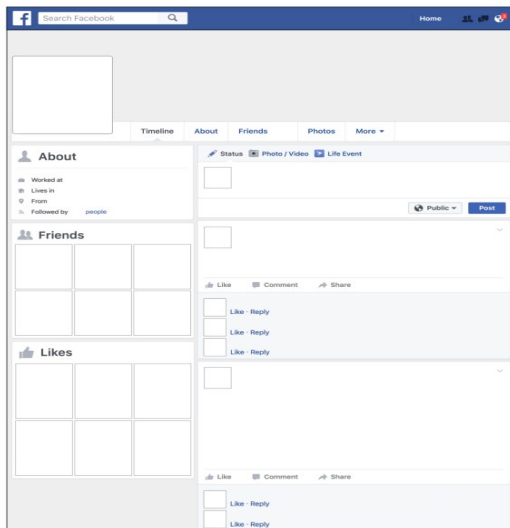 f Search Facebook Home
Timeline About Friends Photos More
About
Worked at
Lives in
From
Followed by people
Friends
Likes
Status Photo / Video Life Event
Public Post
Like Comment Share
Like · Reply
Like · Reply
Like · Reply
Like Comment Share
Like · Reply
Like · Reply